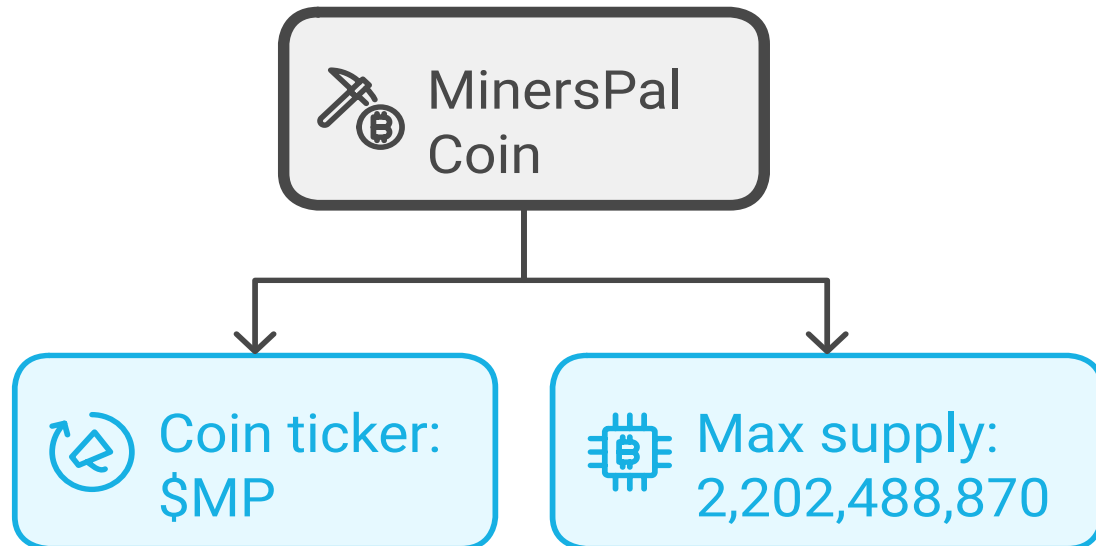 MinersPal
Coin
Coin ticker:
$MP
Max supply:
2,202,488,870